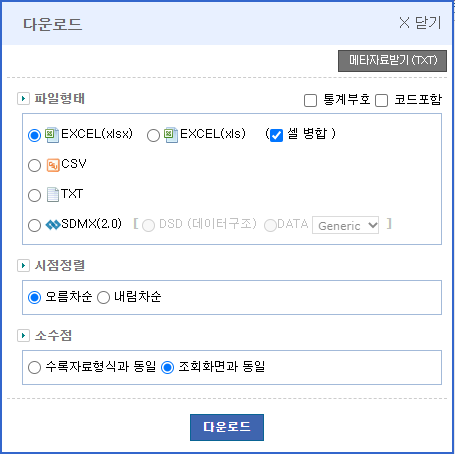 다운로드 X 닫기
메타자료받기(TXT)
파일형태 통계부호 코드포함
EXCEL(xlsx) EXCEL(xls) ( 셀 병합 )
CSV
TXT
SDMX(2.0) [ DSD (데이터구조) DATA Generic ]
시점정렬
오름차순 내림차순
소수점
수록자료형식과 동일 조회화면과 동일
다운로드